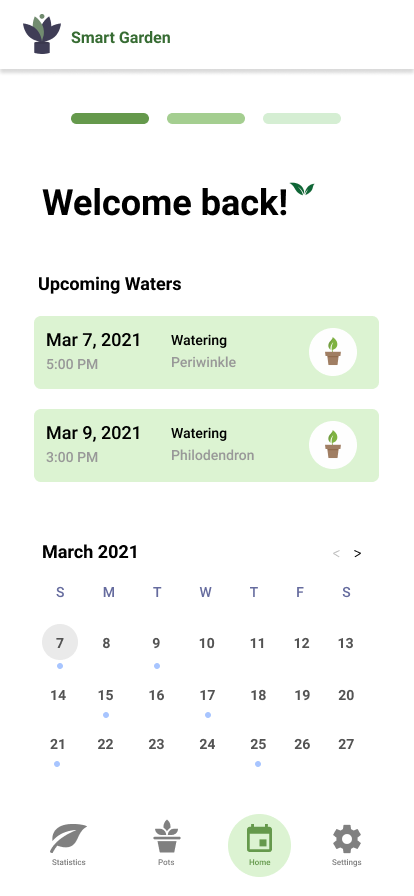 Smart Garden
Welcome back!
Upcoming Waters
Mar 7, 2021 Watering
5:00 PM Periwinkle
Mar 9, 2021 Watering
3:00 PM Philodendron
March 2021 < >
S M T W T F S
7 8 9 10 11 12 13
14 15 16 17 18 19 20
21 22 23 24 25 26 27
Statistics Pots Home Settings